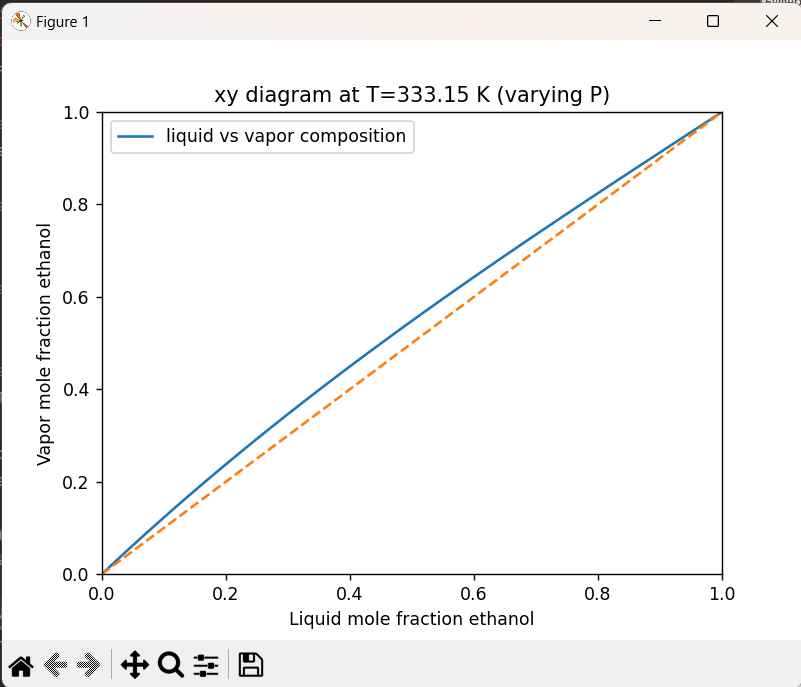 Figure 1
xy diagram at T=333.15 K (varying P)
liquid vs vapor composition
Vapor mole fraction ethanol
1.0
0.8
0.6
0.4
0.2
0.0
0.0 0.2 0.4 0.6 0.8 1.0
Liquid mole fraction ethanol